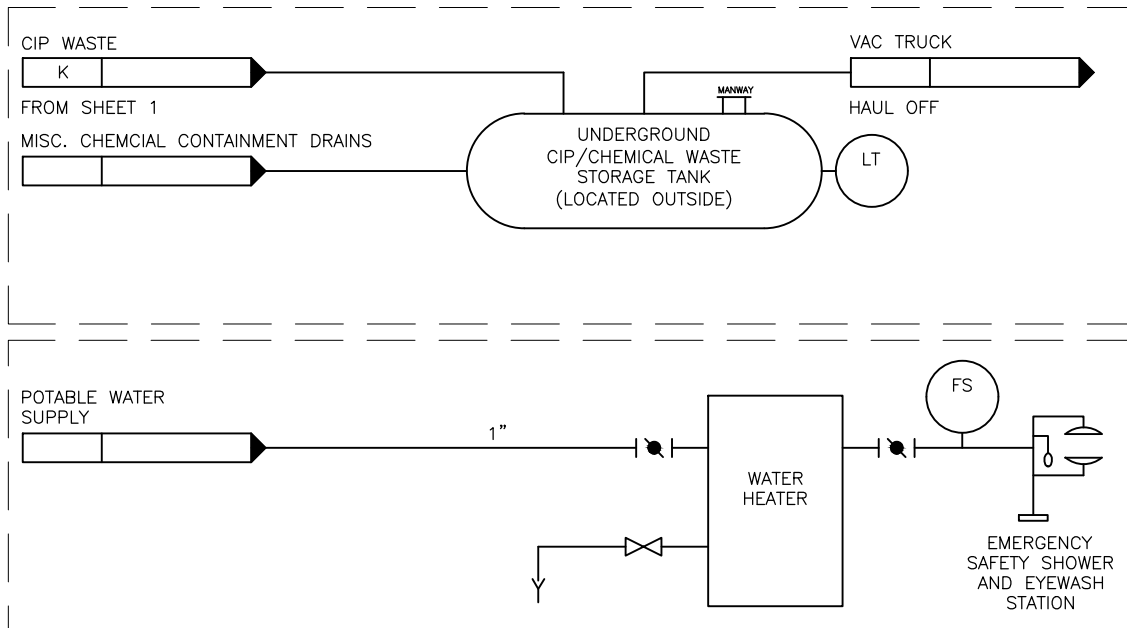 CIP WASTE
K
FROM SHEET 1
MISC. CHEMCIAL CONTAINMENT DRAINS
VAC TRUCK
HAUL OFF
MANWAY
UNDERGROUND
CIP/CHEMICAL WASTE
STORAGE TANK
(LOCATED OUTSIDE)
LT
POTABLE WATER
SUPPLY
1"
WATER
HEATER
FS
EMERGENCY
SAFETY SHOWER
AND EYEWASH
STATION